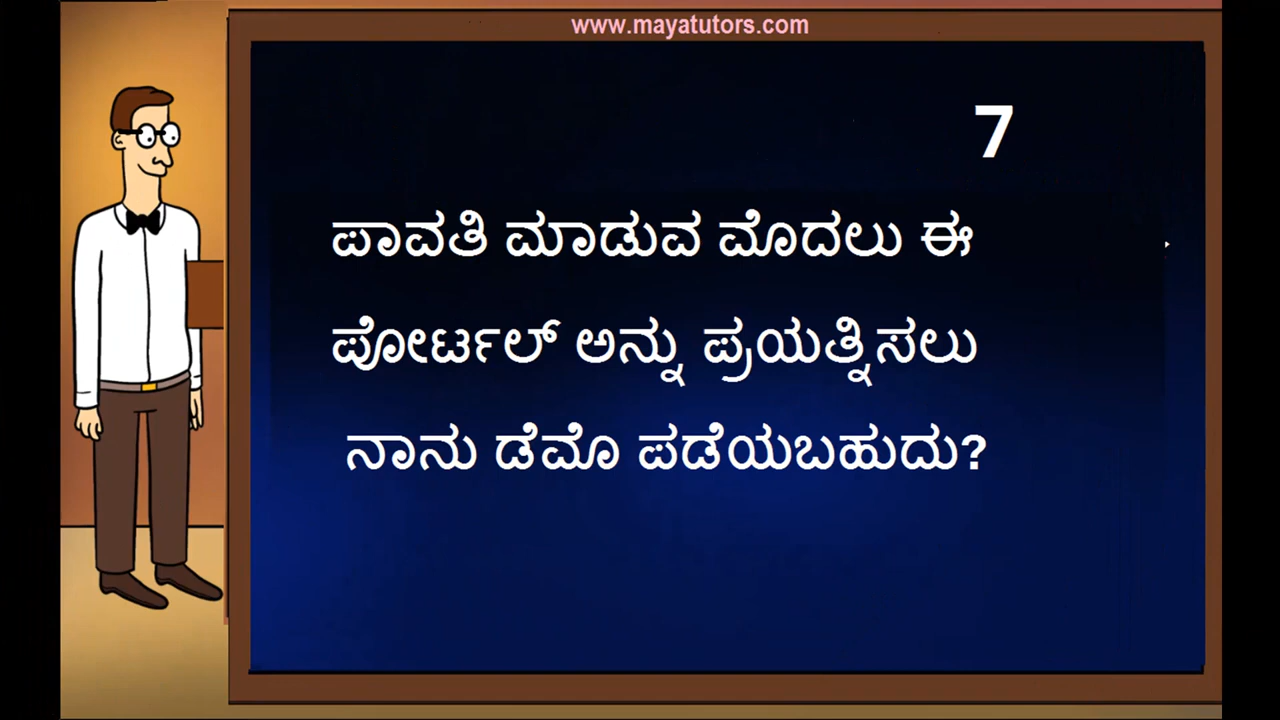 www.mayatutors.com
7
ಪಾವತಿ ಮಾಡುವ ಮೊದಲು ಈ
ಪೋರ್ಟಲ್ ಅನ್ನು ಪ್ರಯತ್ನಿಸಲು
ನಾನು ಡೆಮೊ ಪಡೆಯಬಹುದು?